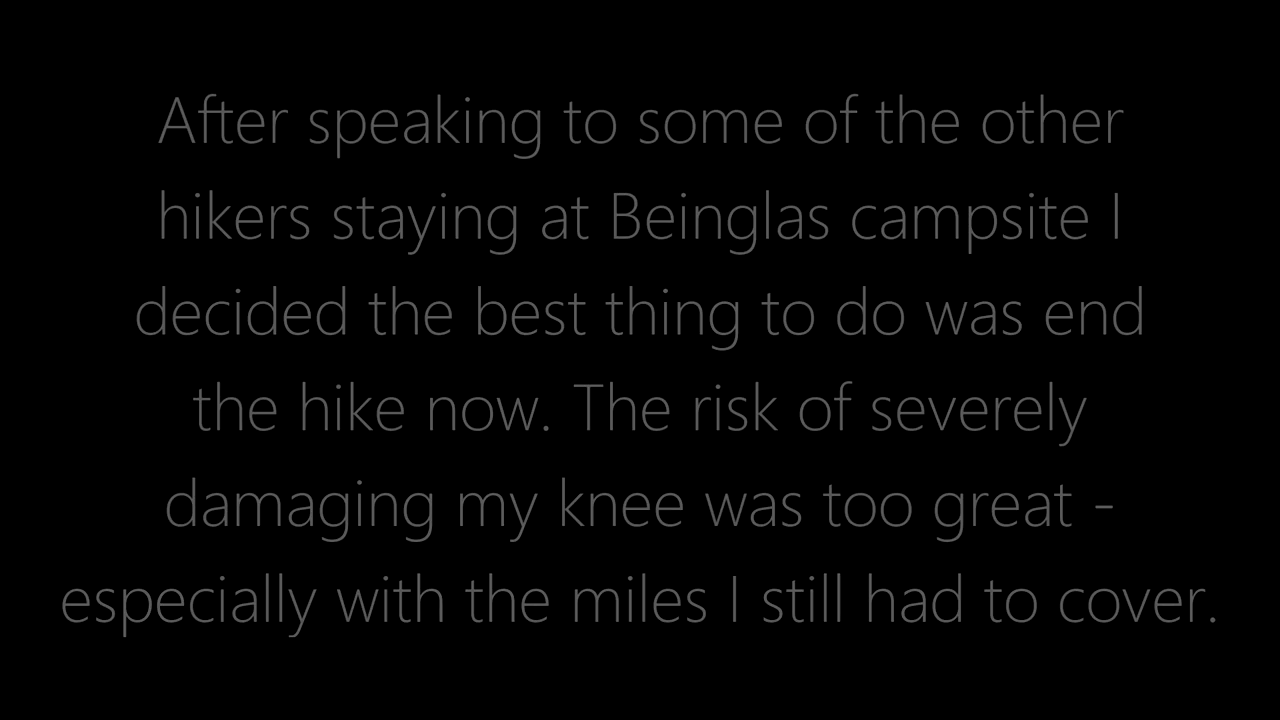 After speaking to some of the other
hikers staying at Beinglas campsite I
decided the best thing to do was end
the hike now. The risk of severely
damaging my knee was too great -
especially with the miles I still had to cover.